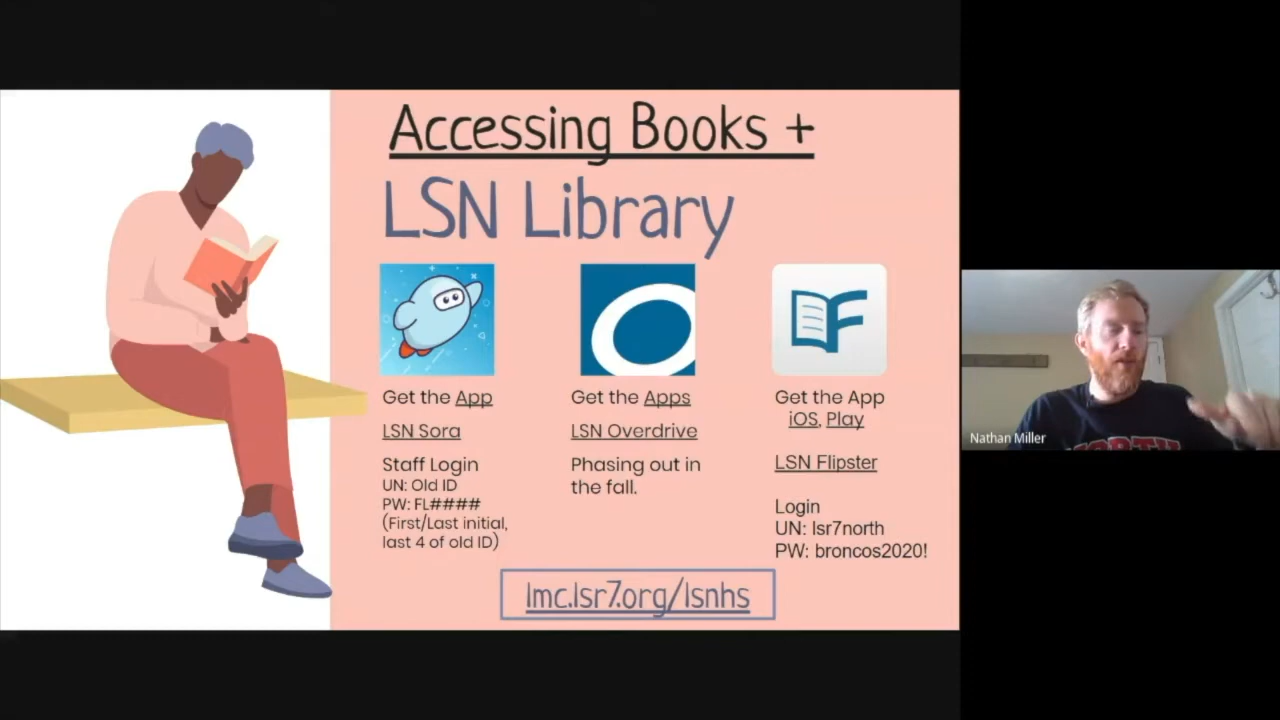 Accessing Books +
LSN Library
Get the App
LSN Sora
Staff Login
UN: Old ID
PW: FL####
(First/Last initial,
last 4 of old ID)
Get the Apps
LSN Overdrive
Phasing out in
the fall.
Get the App
iOS, Play
LSN Flipster
Login
UN: lsr7north
PW: broncos2020!
lmc.lsr7.org/lsnhs
Nathan Miller
NORTH